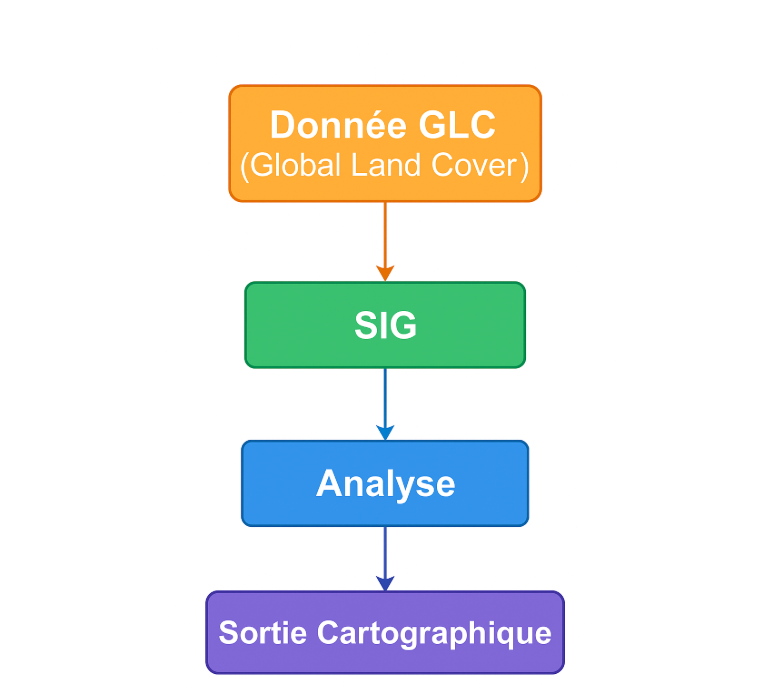 Donnée GLC
(Global Land Cover)
SIG
Analyse
Sortie Cartographique